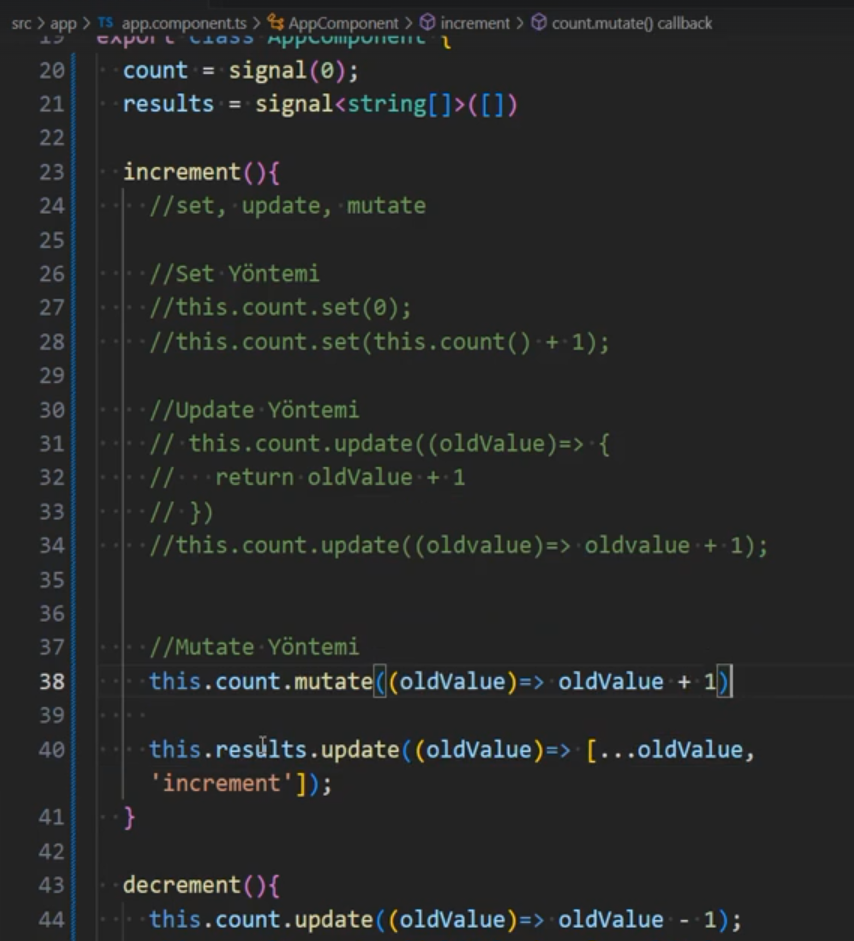 src > app > TS app.component.ts > AppComponent > increment > count.mutate() callback
19 export class AppComponent {
20 count = signal(0);
21 results = signal<string[]>([])
22
23 increment(){
24 //set, update, mutate
25
26 //Set Yöntemi
27 //this.count.set(0);
28 //this.count.set(this.count() + 1);
29
30 //Update Yöntemi
31 // this.count.update((oldValue)=> {
32 //   return oldValue + 1
33 // })
34 //this.count.update((oldvalue)=> oldvalue + 1);
35
36
37 //Mutate Yöntemi
38 this.count.mutate((oldValue)=> oldValue + 1)
39
40 this.results.update((oldValue)=> [...oldValue,
'increment']);
41 }
42
43 decrement(){
44 this.count.update((oldValue)=> oldValue - 1);